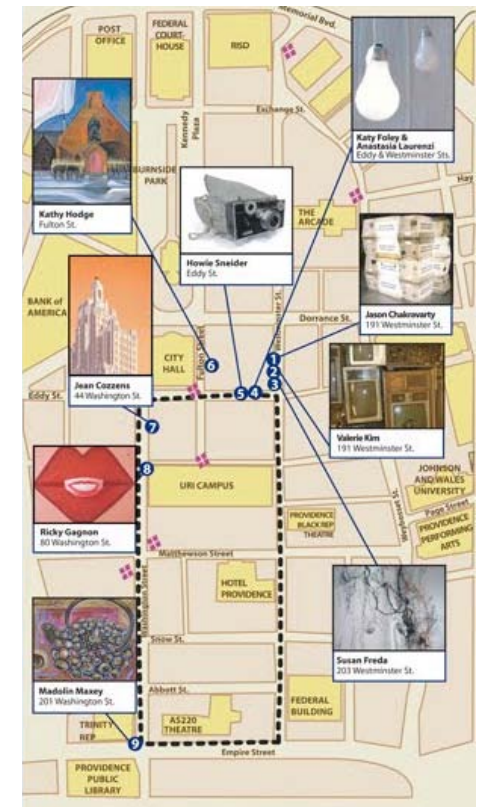 Memorial Blvd.
POST
OFFICE
FEDERAL
COURT-
HOUSE
RISD
Exchange St.
Kennedy
Plaza
BURNSIDE
PARK
Katy Foley &
Anastasia Laurenzi
Eddy & Westminster Sts.
Hay
Kathy Hodge
Fulton St.
Howie Sneider
Eddy St.
THE
ARCADE
Jason Chakravarty
191 Westminster St.
BANK of
AMERICA
Westminster St.
Dorrance St.
Fulton Street
CITY
HALL
6
1
2
3
5
4
Jean Cozzens
44 Washington St.
Eddy St.
7
Valerie Kim
191 Westminster St.
8
URI CAMPUS
JOHNSON
AND WALES
UNIVERSITY
Weybosset St.
Page Street
PROVIDENCE
PERFORMING
ARTS
PROVIDENCE
BLACK REP
THEATRE
Ricky Gagnon
80 Washington St.
Matthewson Street
Washington Street
HOTEL
PROVIDENCE
Snow St.
Susan Freda
203 Westminster St.
Madolin Maxey
201 Washington St.
Abbott St.
FEDERAL
BUILDING
TRINITY
REP
AS220
THEATRE
9
Empire Street
PROVIDENCE
PUBLIC
LIBRARY